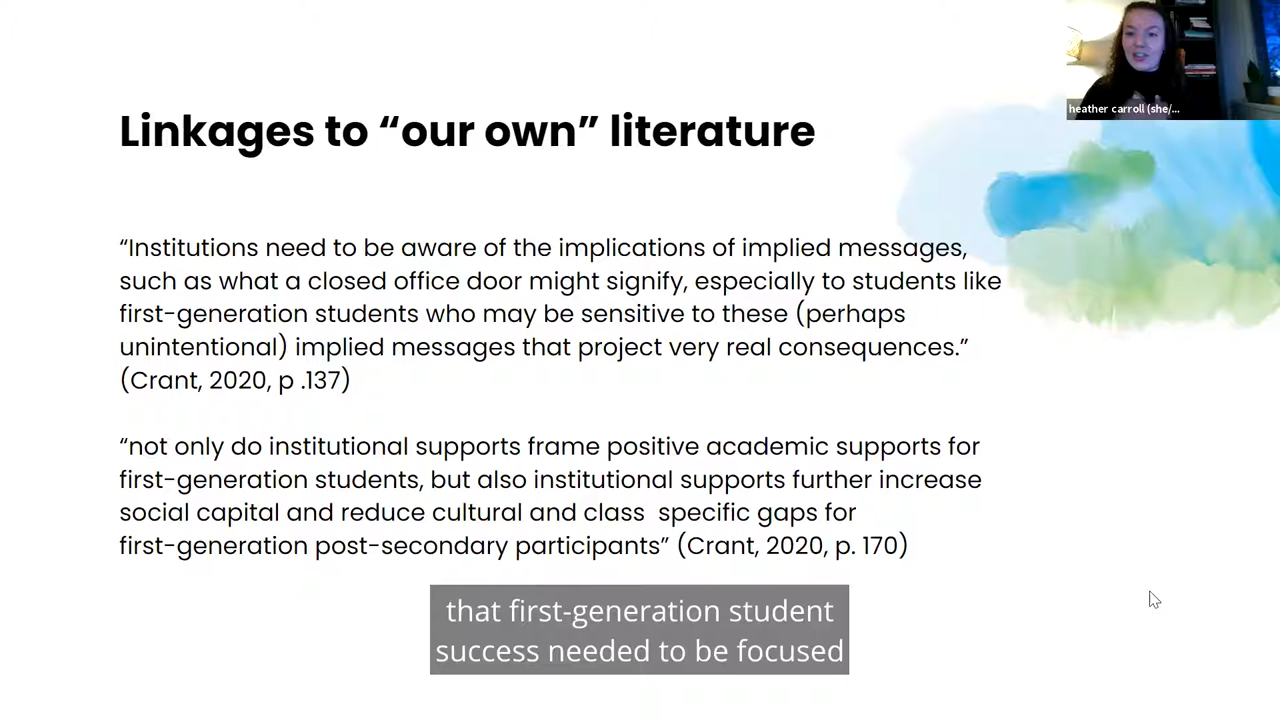 heather carroll (she/...
Linkages to “our own” literature
“Institutions need to be aware of the implications of implied messages,
such as what a closed office door might signify, especially to students like
first-generation students who may be sensitive to these (perhaps
unintentional) implied messages that project very real consequences.”
(Crant, 2020, p .137)
“not only do institutional supports frame positive academic supports for
first-generation students, but also institutional supports further increase
social capital and reduce cultural and class  specific gaps for
first-generation post-secondary participants” (Crant, 2020, p. 170)
that first-generation student
success needed to be focused